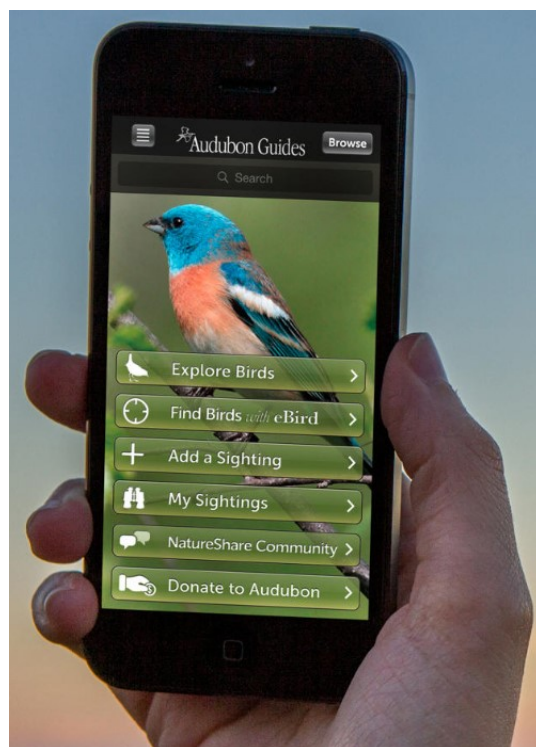 Audubon Guides
Browse
Search
Explore Birds
Find Birds with eBird
Add a Sighting
My Sightings
NatureShare Community
Donate to Audubon